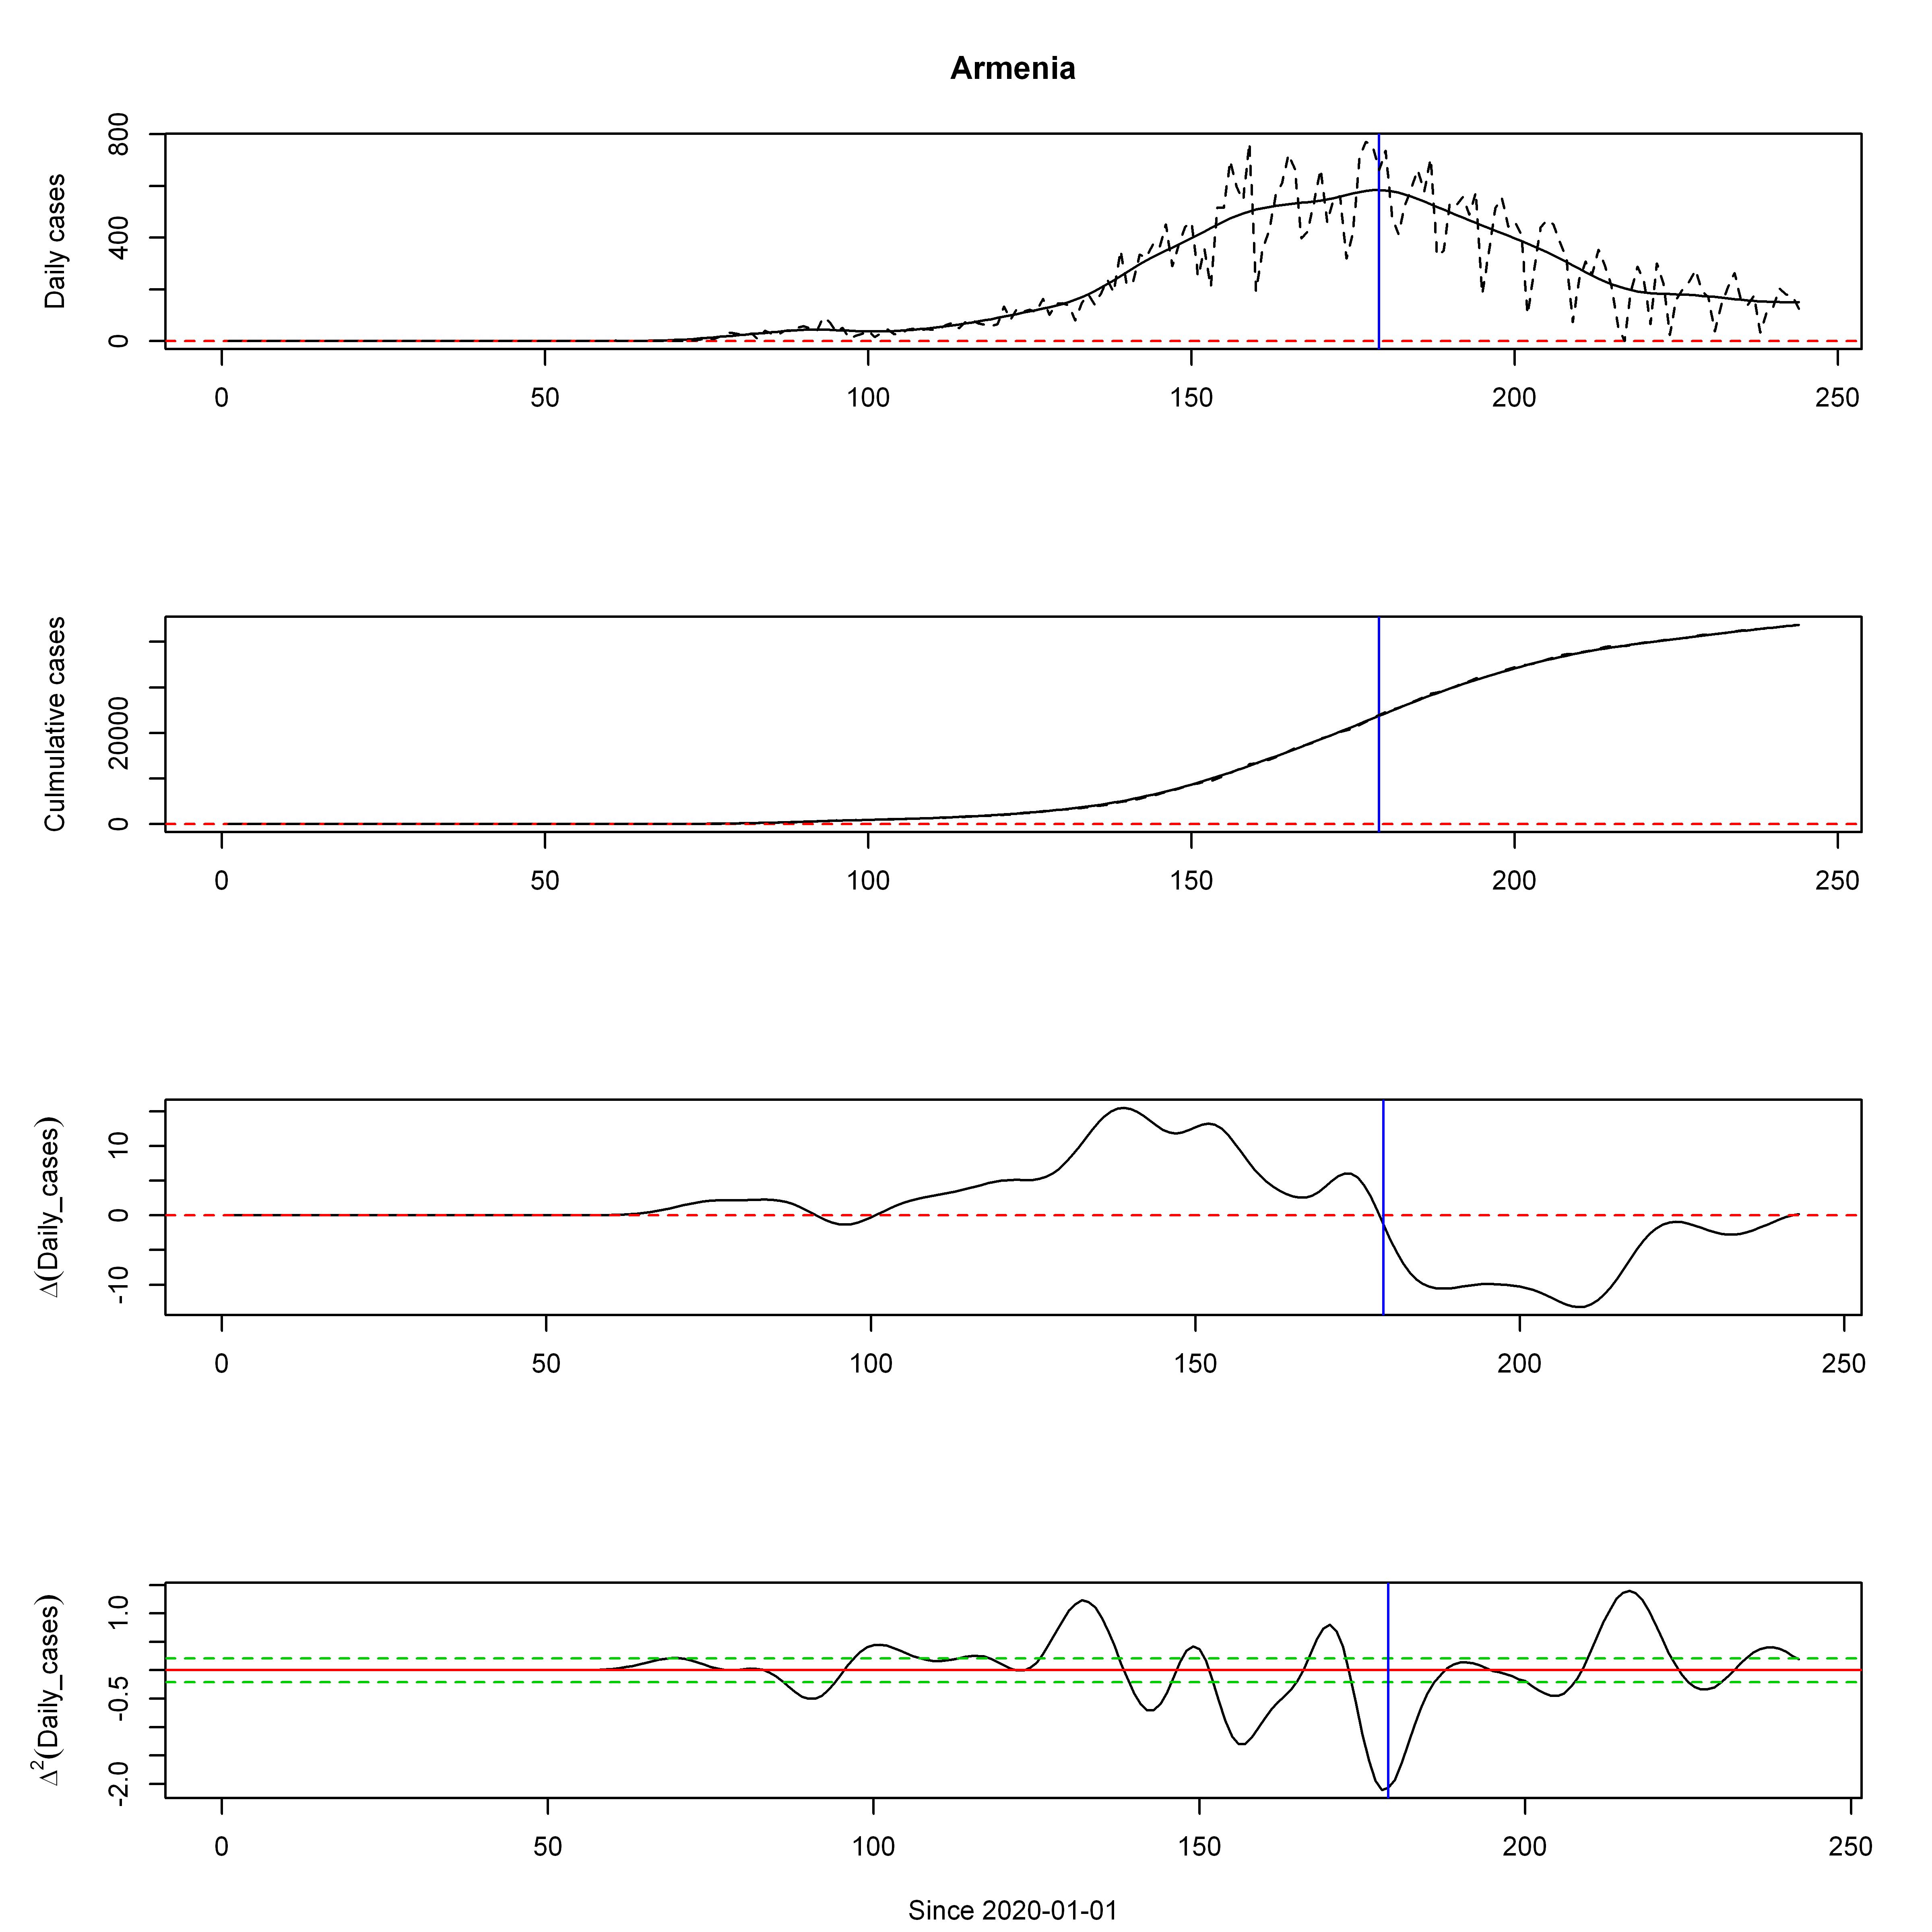 Armenia
Daily cases
800
400
0
0 50 100 150 200 250
Culmulative cases
20000
0
0 50 100 150 200 250
Δ(Daily_cases)
10
0
-10
0 50 100 150 200 250
Δ²(Daily_cases)
1.0
-0.5
-2.0
0 50 100 150 200 250
Since 2020-01-01